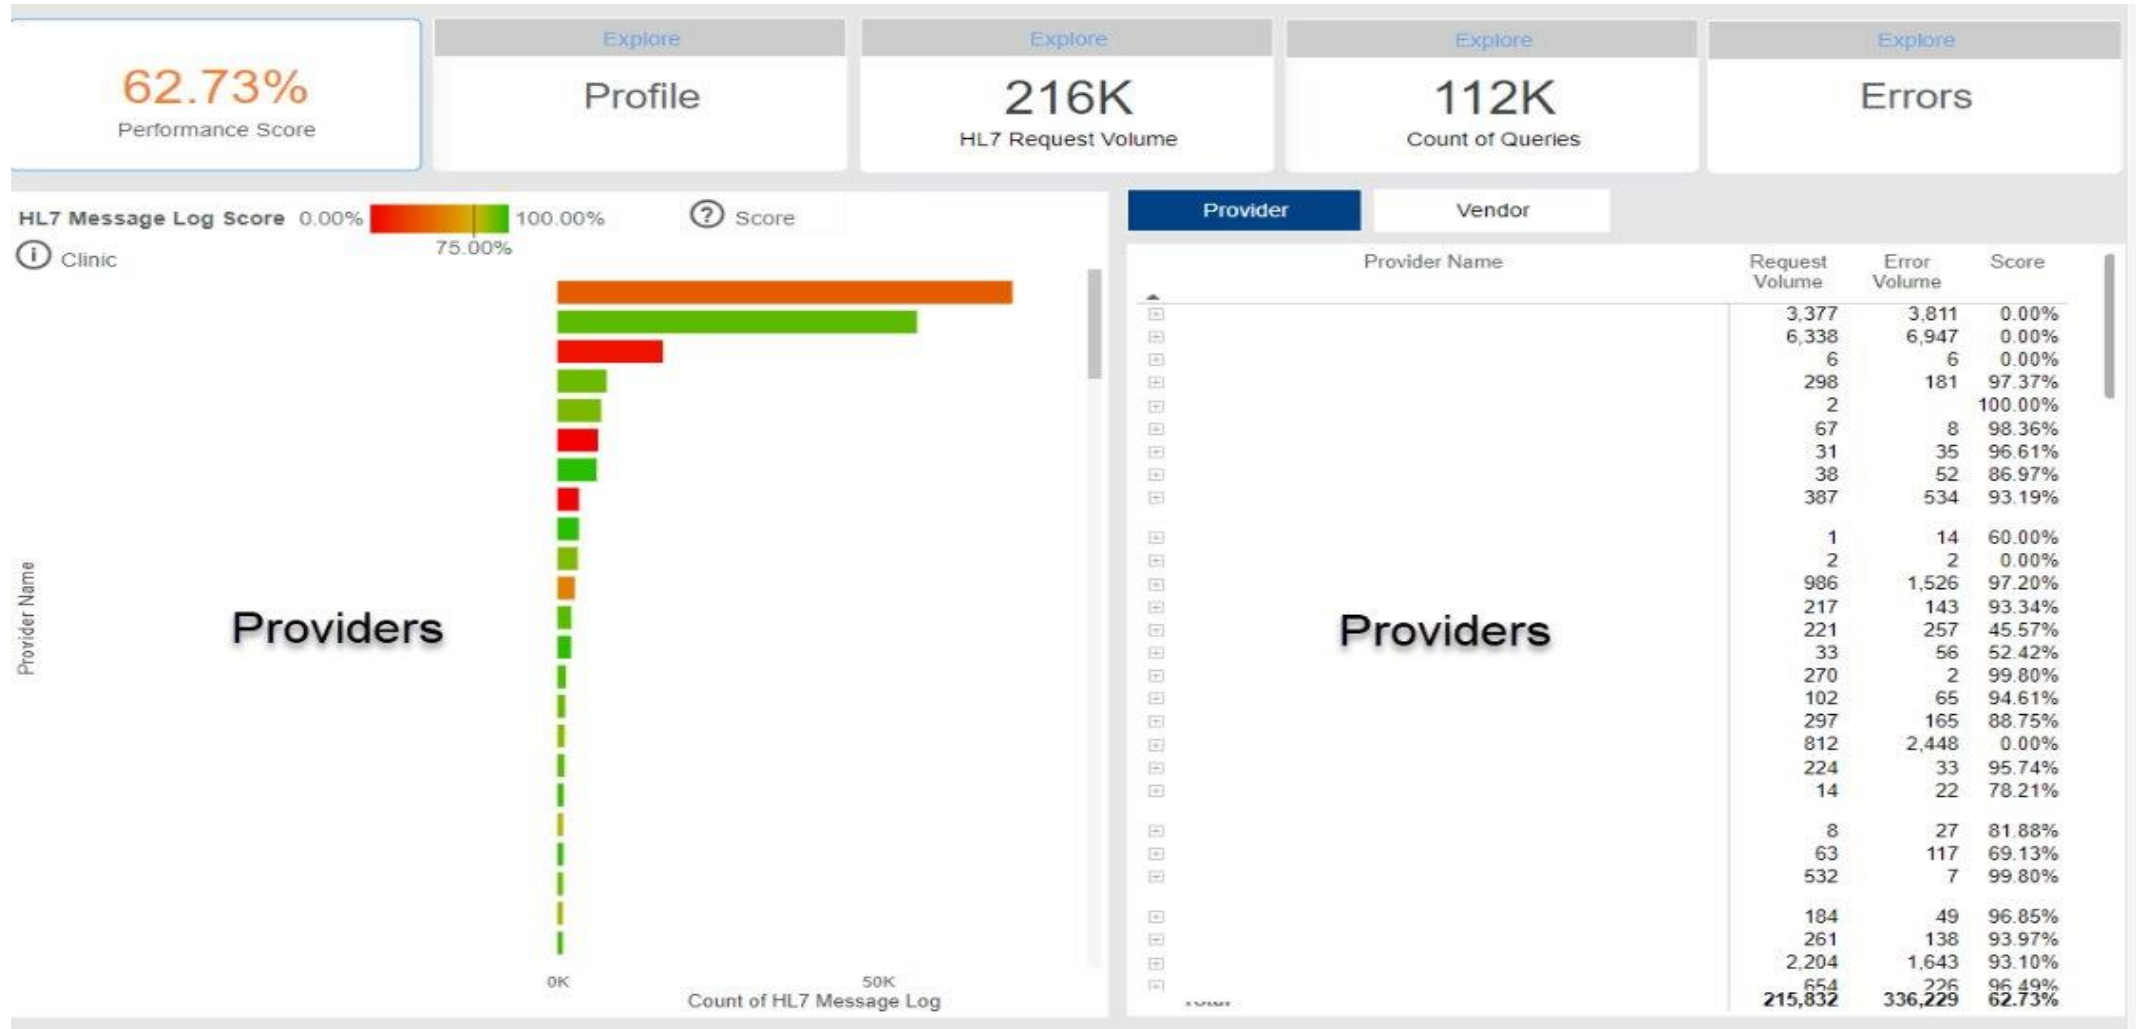 62.73%
Performance Score
Explore
Profile
Explore
216K
HL7 Request Volume
Explore
112K
Count of Queries
Explore
Errors
HL7 Message Log Score 0.00% 100.00%
75.00%
Score
Clinic
Provider Name
Providers
0K 50K
Count of HL7 Message Log
Provider Vendor
Provider Name Request Volume Error Volume Score
3,377 3,811 0.00%
6,338 6,947 0.00%
6 6 0.00%
298 181 97.37%
2 100.00%
67 8 98.36%
31 35 96.61%
38 52 86.97%
387 534 93.19%
1 14 60.00%
2 2 0.00%
986 1,526 97.20%
217 143 93.34%
221 257 45.57%
33 56 52.42%
270 2 99.80%
102 65 94.61%
297 165 88.75%
812 2,448 0.00%
224 33 95.74%
14 22 78.21%
8 27 81.88%
63 117 69.13%
532 7 99.80%
184 49 96.85%
261 138 93.97%
2,204 1,643 93.10%
654 226 96.49%
215,832 336,229 62.73%
Providers